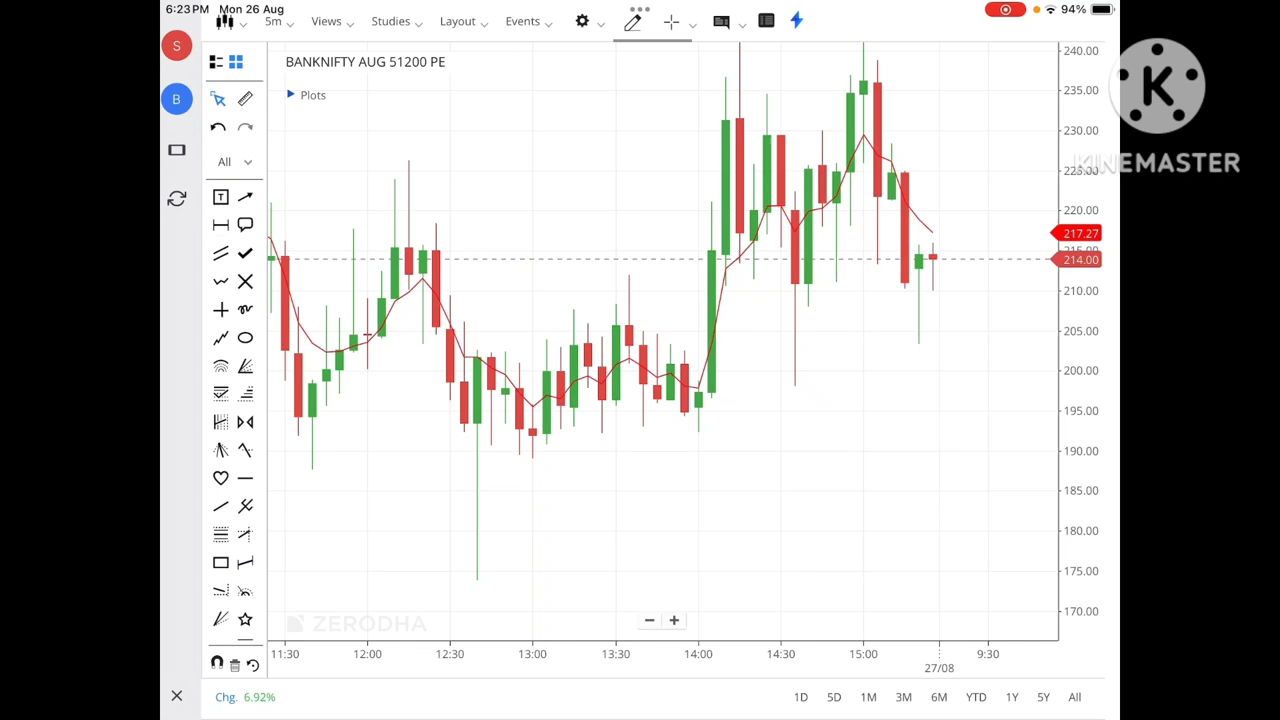 6:23 PM Mon 26 Aug
94%
5m Views Studies Layout Events
S
B
BANKNIFTY AUG 51200 PE
Plots
All
T
K
KINEMASTER
240.00
235.00
230.00
225.00
220.00
217.27
215.00
214.00
210.00
205.00
200.00
195.00
190.00
185.00
180.00
175.00
170.00
ZERODHA
11:30 12:00 12:30 13:00 13:30 14:00 14:30 15:00 9:30
27/08
Chg. 6.92%
1D 5D 1M 3M 6M YTD 1Y 5Y All